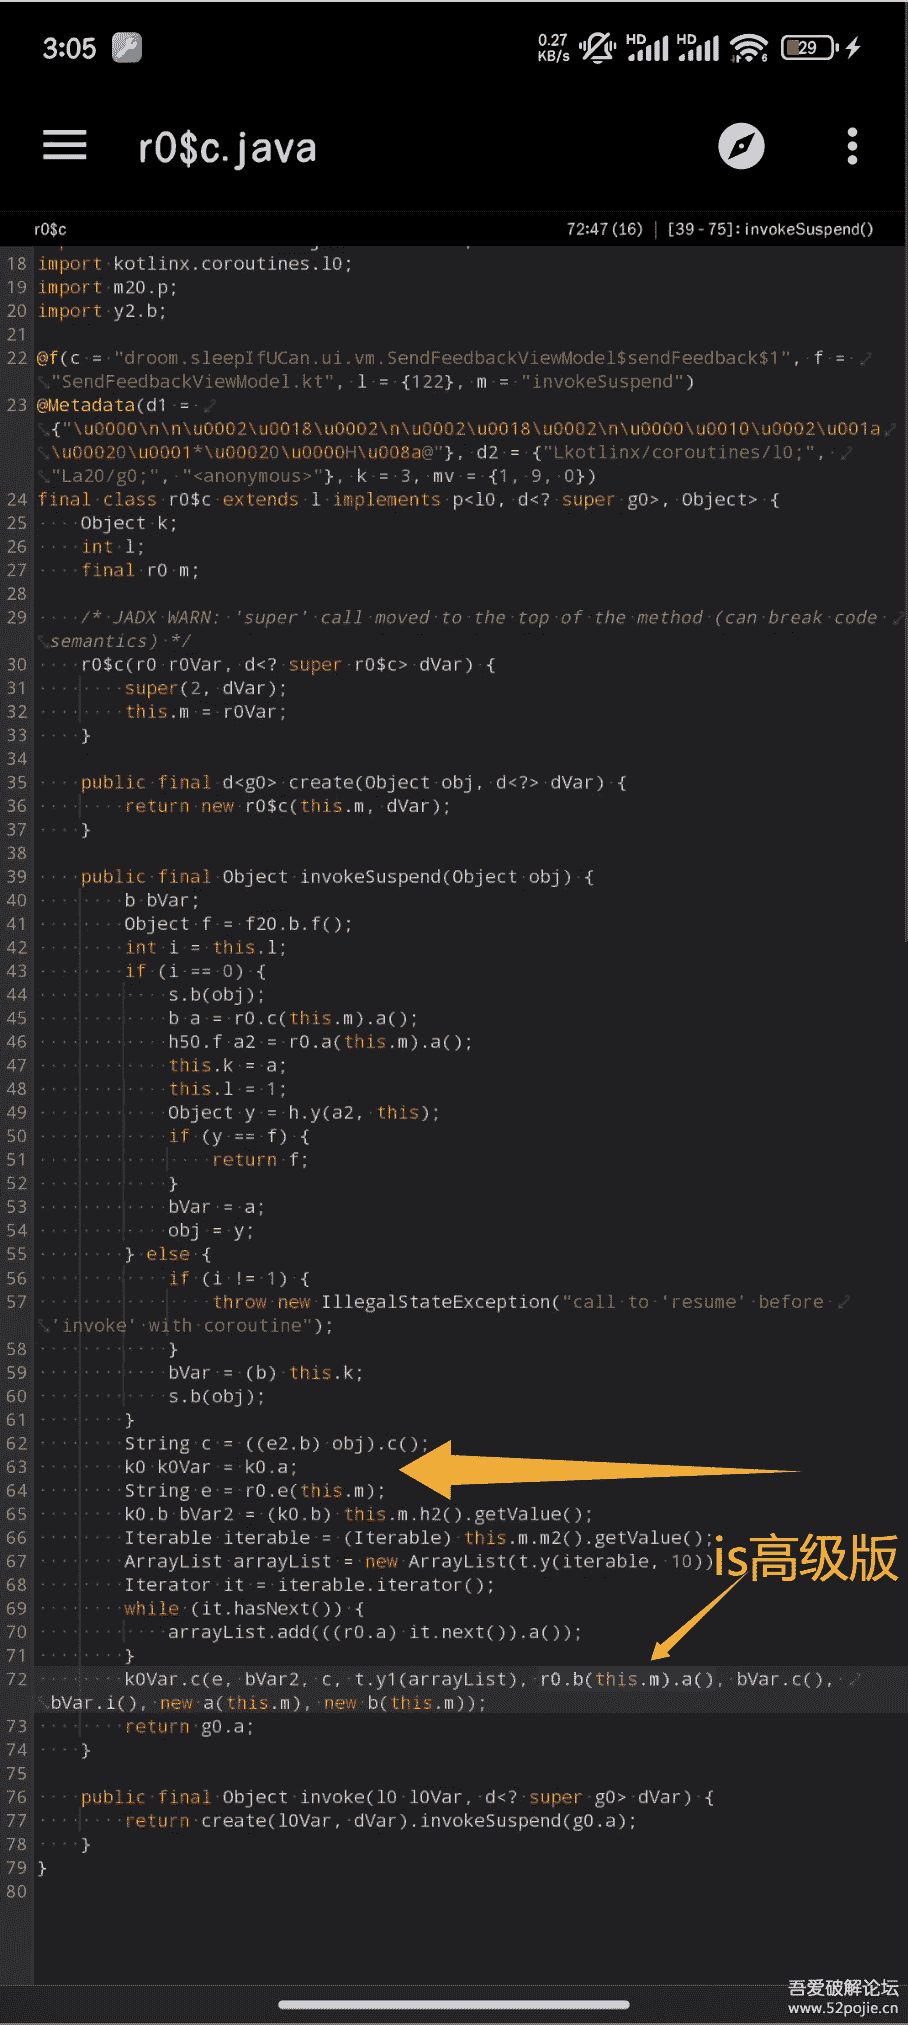 3:05 0.27 KB/s HD HD 6 29
r0$c.java
r0$c 72:47 (16) | [39 - 75]: invokeSuspend()
18 import kotlinx.coroutines.l0;
19 import m20.p;
20 import y2.b;
21
22 @f(c = "droom.sleepIfUCan.ui.vm.SendFeedbackViewModel$sendFeedback$1", f =
"SendFeedbackViewModel.kt", l = {122}, m = "invokeSuspend")
23 @Metadata(d1 =
{"\u0000\n\n\u0002\u0018\u0002\n\u0002\u0018\u0002\n\u0000\u0010\u0002\u001a
\u00020\u0001*\u00020\u0000H\u008a@"}, d2 = {"Lkotlinx/coroutines/l0;",
"La20/g0;", "<anonymous>"}, k = 3, mv = {1, 9, 0})
24 final class r0$c extends l implements p<l0, d<? super g0>, Object> {
25 Object k;
26 int l;
27 final r0 m;
28
29 /* JADX WARN: 'super' call moved to the top of the method (can break code
semantics) */
30 r0$c(r0 r0Var, d<? super r0$c> dVar) {
31 super(2, dVar);
32 this.m = r0Var;
33 }
34
35 public final d<g0> create(Object obj, d<?> dVar) {
36 return new r0$c(this.m, dVar);
37 }
38
39 public final Object invokeSuspend(Object obj) {
40 b bVar;
41 Object f = f20.b.f();
42 int i = this.l;
43 if (i == 0) {
44 s.b(obj);
45 b a = r0.c(this.m).a();
46 h50.f a2 = r0.a(this.m).a();
47 this.k = a;
48 this.l = 1;
49 Object y = h.y(a2, this);
50 if (y == f) {
51 return f;
52 }
53 bVar = a;
54 obj = y;
55 } else {
56 if (i != 1) {
57 throw new IllegalStateException("call to 'resume' before
'invoke' with coroutine");
58 }
59 bVar = (b) this.k;
60 s.b(obj);
61 }
62 String c = ((e2.b) obj).c();
63 k0 k0Var = k0.a;
64 String e = r0.e(this.m);
65 k0.b bVar2 = (k0.b) this.m.h2().getValue();
66 Iterable iterable = (Iterable) this.m.m2().getValue();
67 ArrayList arrayList = new ArrayList(t.y(iterable, 10))
is高级版
68 Iterator it = iterable.iterator();
69 while (it.hasNext()) {
70 arrayList.add(((r0.a) it.next()).a());
71 }
72 k0Var.c(e, bVar2, c, t.y1(arrayList), r0.b(this.m).a(), bVar.c(),
bVar.i(), new a(this.m), new b(this.m));
73 return g0.a;
74 }
75
76 public final Object invoke(l0 l0Var, d<? super g0> dVar) {
77 return create(l0Var, dVar).invokeSuspend(g0.a);
78 }
79 }
80
吾爱破解论坛
www.52pojie.cn